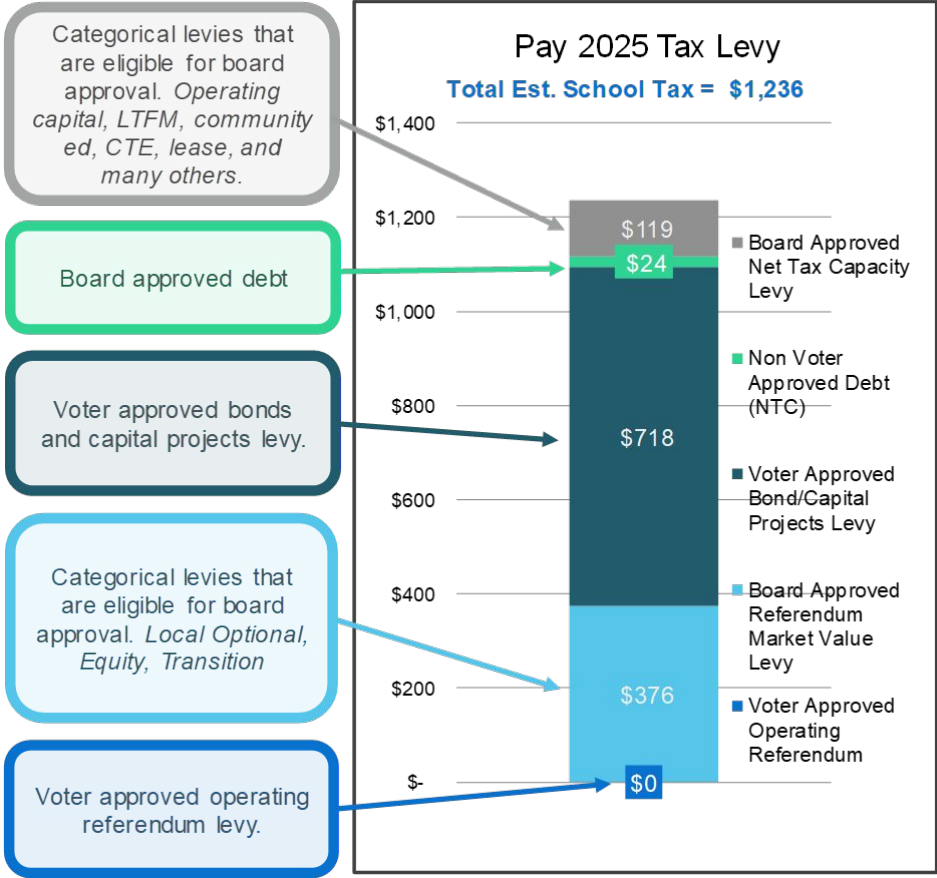 Categorical levies that
are eligible for board
approval. Operating
capital, LTFM, community
ed, CTE, lease, and
many others.
Board approved debt
Voter approved bonds
and capital projects levy.
Categorical levies that
are eligible for board
approval. Local Optional,
Equity, Transition
Voter approved operating
referendum levy.
Pay 2025 Tax Levy
Total Est. School Tax = $1,236
$1,400
$1,200
$1,000
$800
$600
$400
$200
$-
$119
$24
$718
$376
$0
Board Approved
Net Tax Capacity
Levy
Non Voter
Approved Debt
(NTC)
Voter Approved
Bond/Capital
Projects Levy
Board Approved
Referendum
Market Value
Levy
Voter Approved
Operating
Referendum